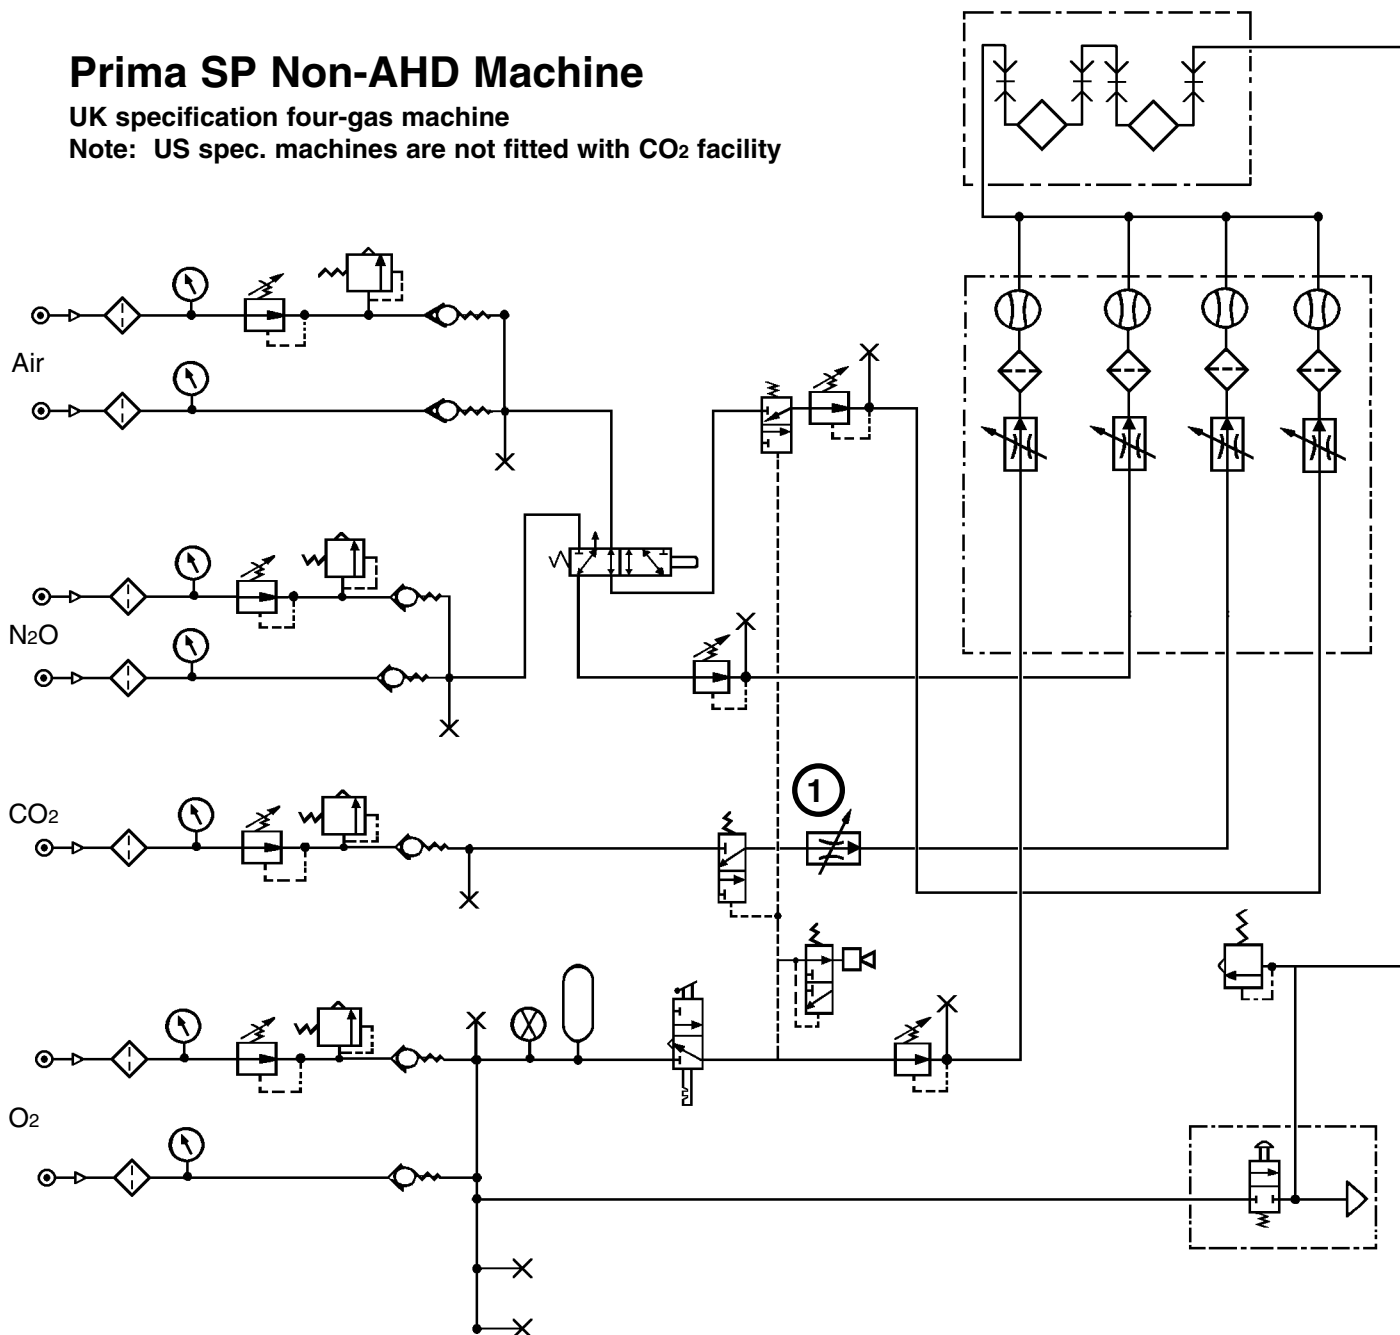 Prima SP Non-AHD Machine
UK specification four-gas machine
Note: US spec. machines are not fitted with CO2 facility
Air
N2O
1
CO2
O2